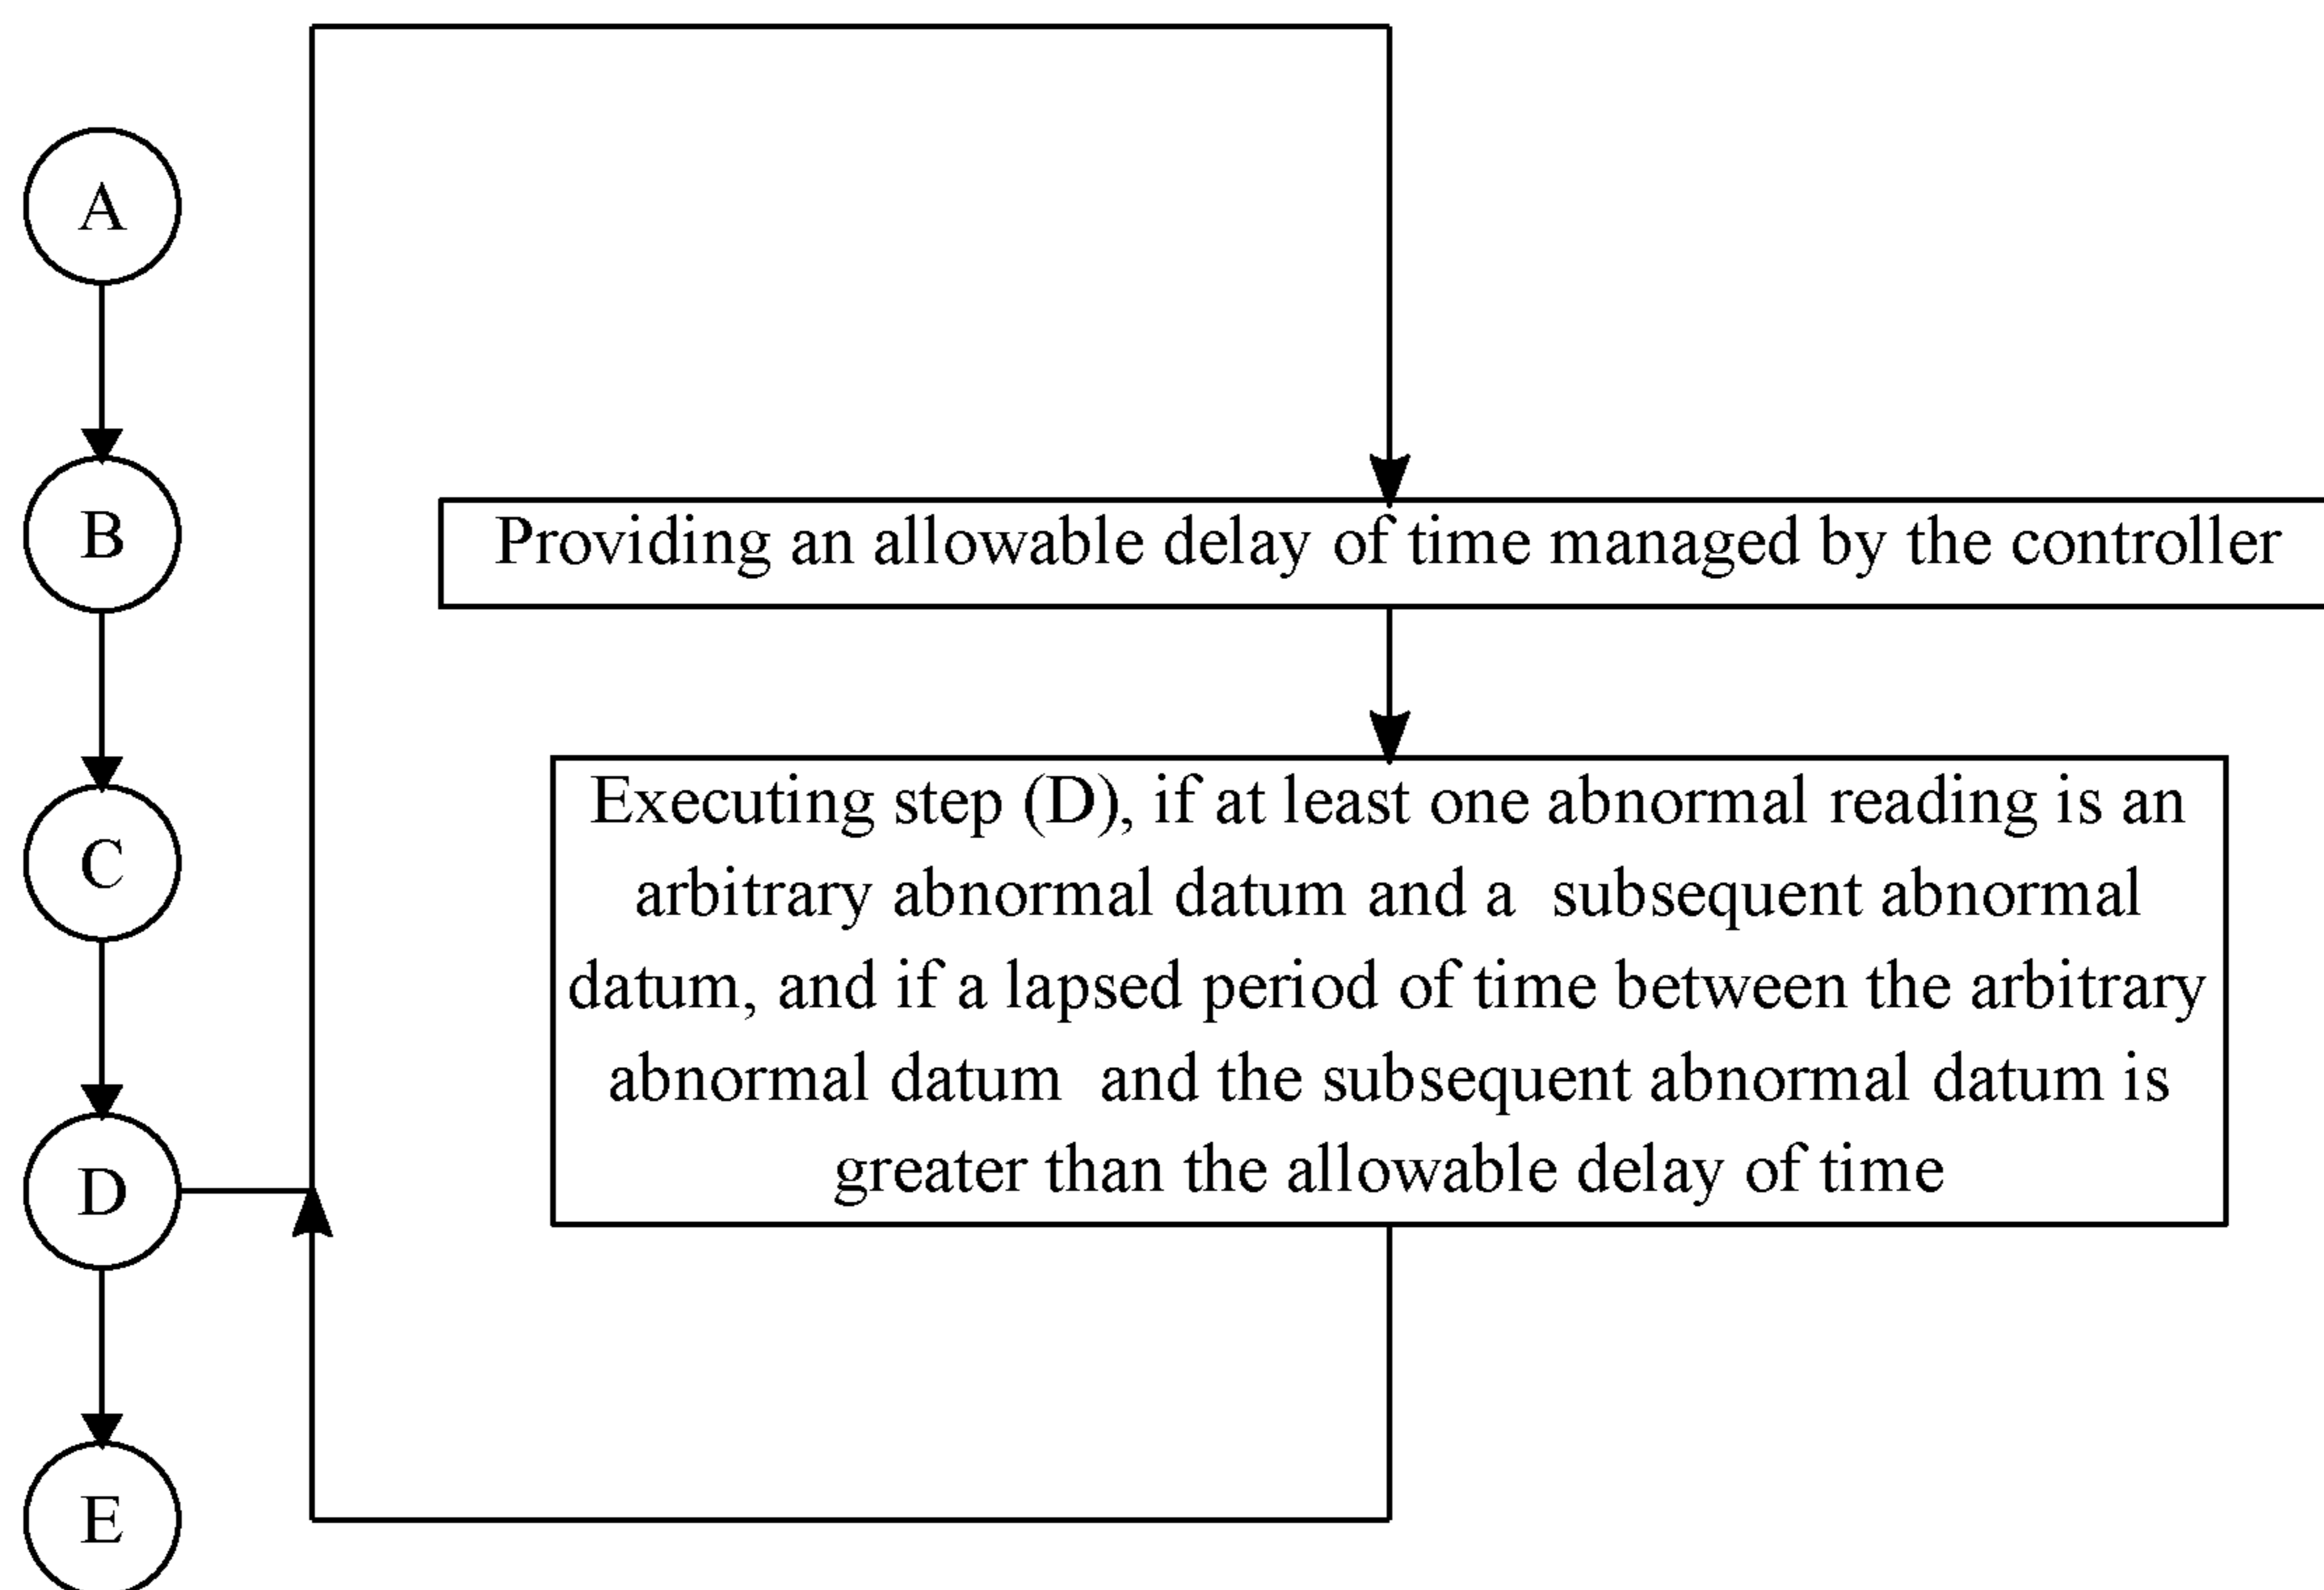 A
B
C
D
E
Providing an allowable delay of time managed by the controller
Executing step (D), if at least one abnormal reading is an
arbitrary abnormal datum and a subsequent abnormal
datum, and if a lapsed period of time between the arbitrary
abnormal datum and the subsequent abnormal datum is
greater than the allowable delay of time